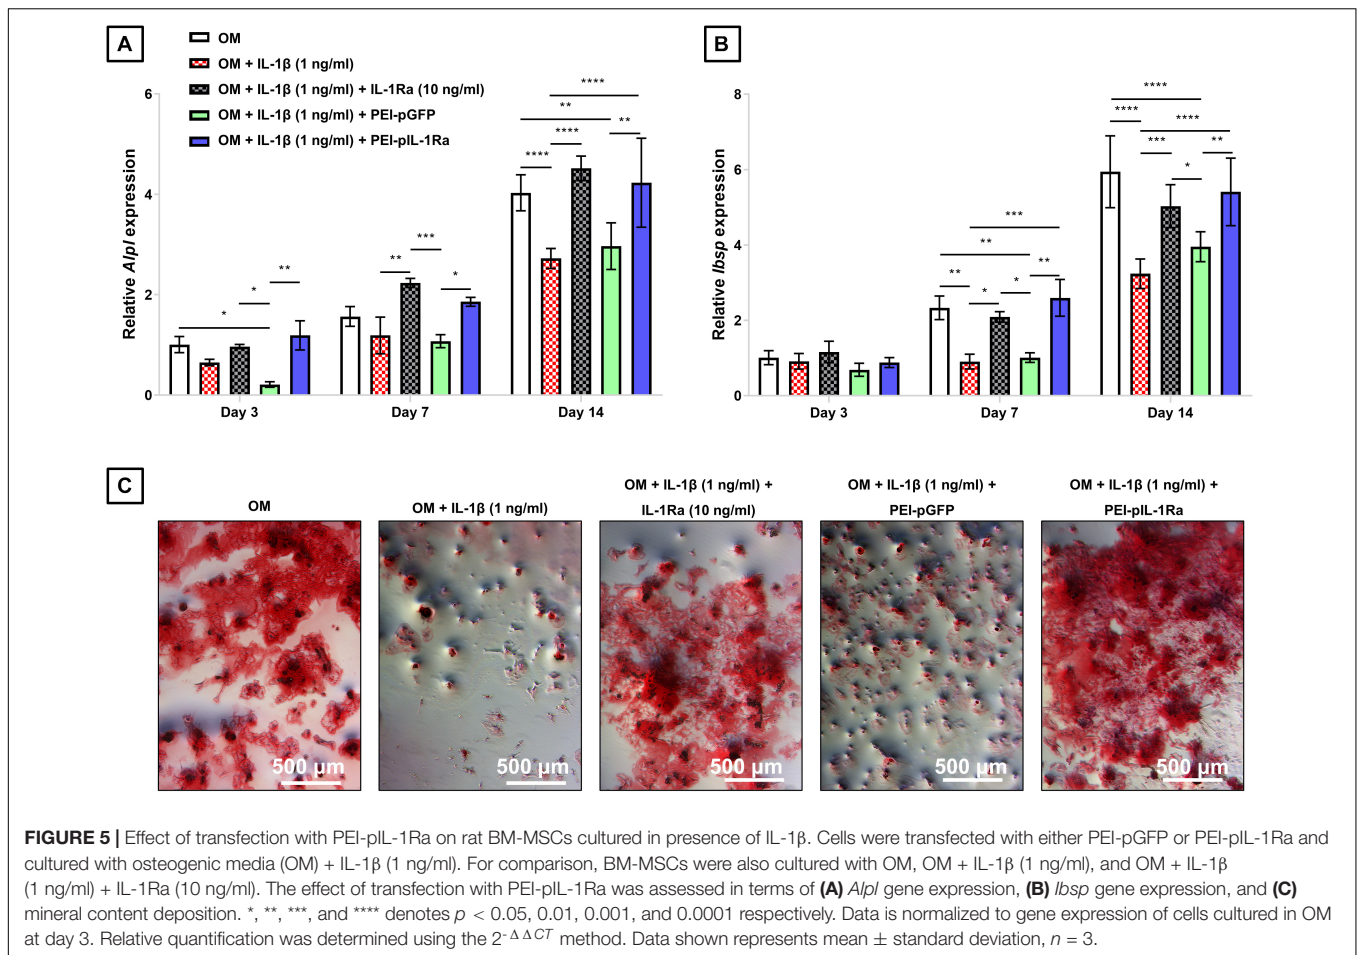 A
OM
OM + IL-1β (1 ng/ml)
OM + IL-1β (1 ng/ml) + IL-1Ra (10 ng/ml)
OM + IL-1β (1 ng/ml) + PEI-pGFP
OM + IL-1β (1 ng/ml) + PEI-pIL-1Ra
Relative Alpl expression
6
4
2
0
* * * **
** *** *
**** **** ** **** **
Day 3 Day 7 Day 14
B
Relative Ibsp expression
8
6
4
2
0
** * ** * ** ***
**** *** **** * ** ****
Day 3 Day 7 Day 14
C
OM
OM + IL-1β (1 ng/ml)
OM + IL-1β (1 ng/ml) +
IL-1Ra (10 ng/ml)
OM + IL-1β (1 ng/ml) +
PEI-pGFP
OM + IL-1β (1 ng/ml) +
PEI-pIL-1Ra
500 µm
500 µm
500 µm
500 µm
500 µm
FIGURE 5 | Effect of transfection with PEI-pIL-1Ra on rat BM-MSCs cultured in presence of IL-1β. Cells were transfected with either PEI-pGFP or PEI-pIL-1Ra and
cultured with osteogenic media (OM) + IL-1β (1 ng/ml). For comparison, BM-MSCs were also cultured with OM, OM + IL-1β (1 ng/ml), and OM + IL-1β
(1 ng/ml) + IL-1Ra (10 ng/ml). The effect of transfection with PEI-pIL-1Ra was assessed in terms of (A) Alpl gene expression, (B) Ibsp gene expression, and (C)
mineral content deposition. *, **, ***, and **** denotes p < 0.05, 0.01, 0.001, and 0.0001 respectively. Data is normalized to gene expression of cells cultured in OM
at day 3. Relative quantification was determined using the 2-ΔΔCT method. Data shown represents mean ± standard deviation, n = 3.